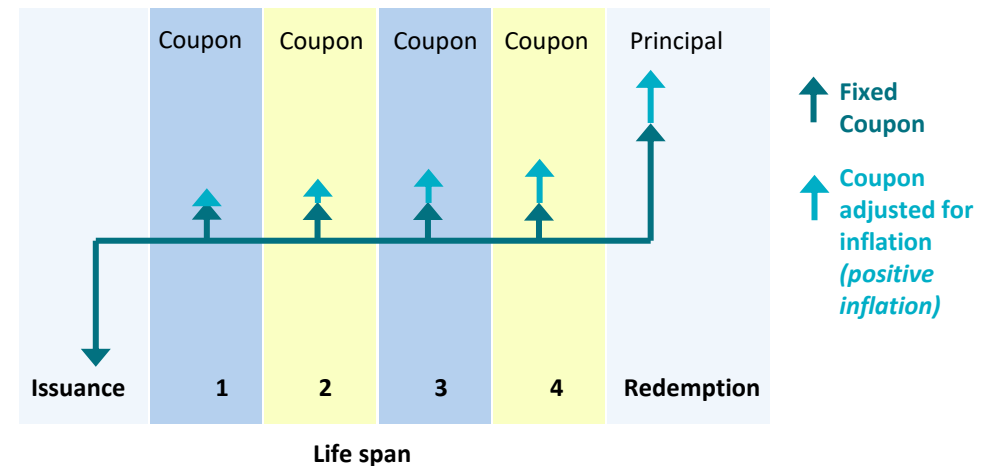 Coupon Coupon Coupon Coupon Principal
Fixed
Coupon
Coupon
adjusted for
inflation
(positive
inflation)
Issuance 1 2 3 4 Redemption
Life span